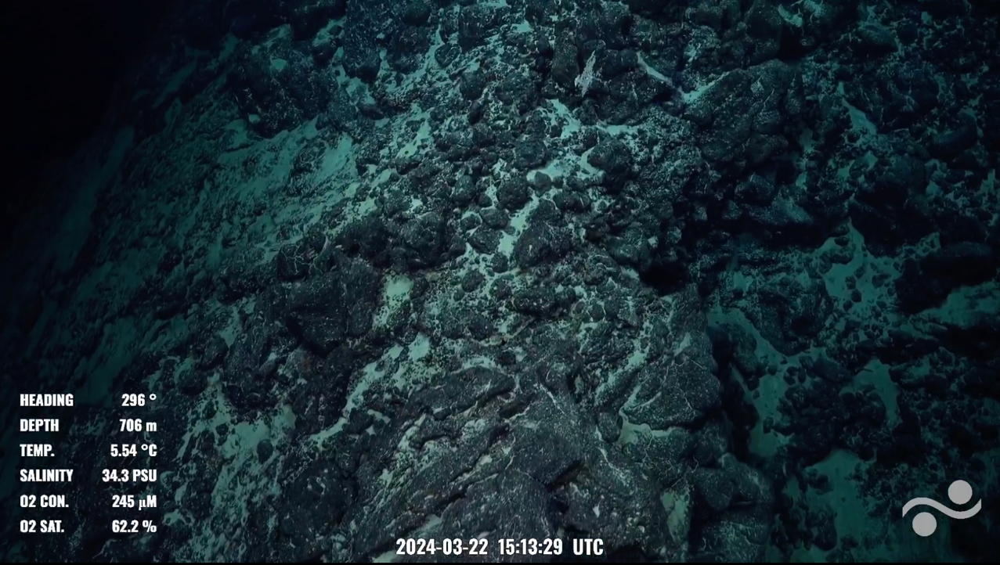 HEADING 296 °
DEPTH 706 m
TEMP. 5.54 °C
SALINITY 34.3 PSU
O2 CON. 245 µM
O2 SAT. 62.2 %
2024-03-22 15:13:29 UTC